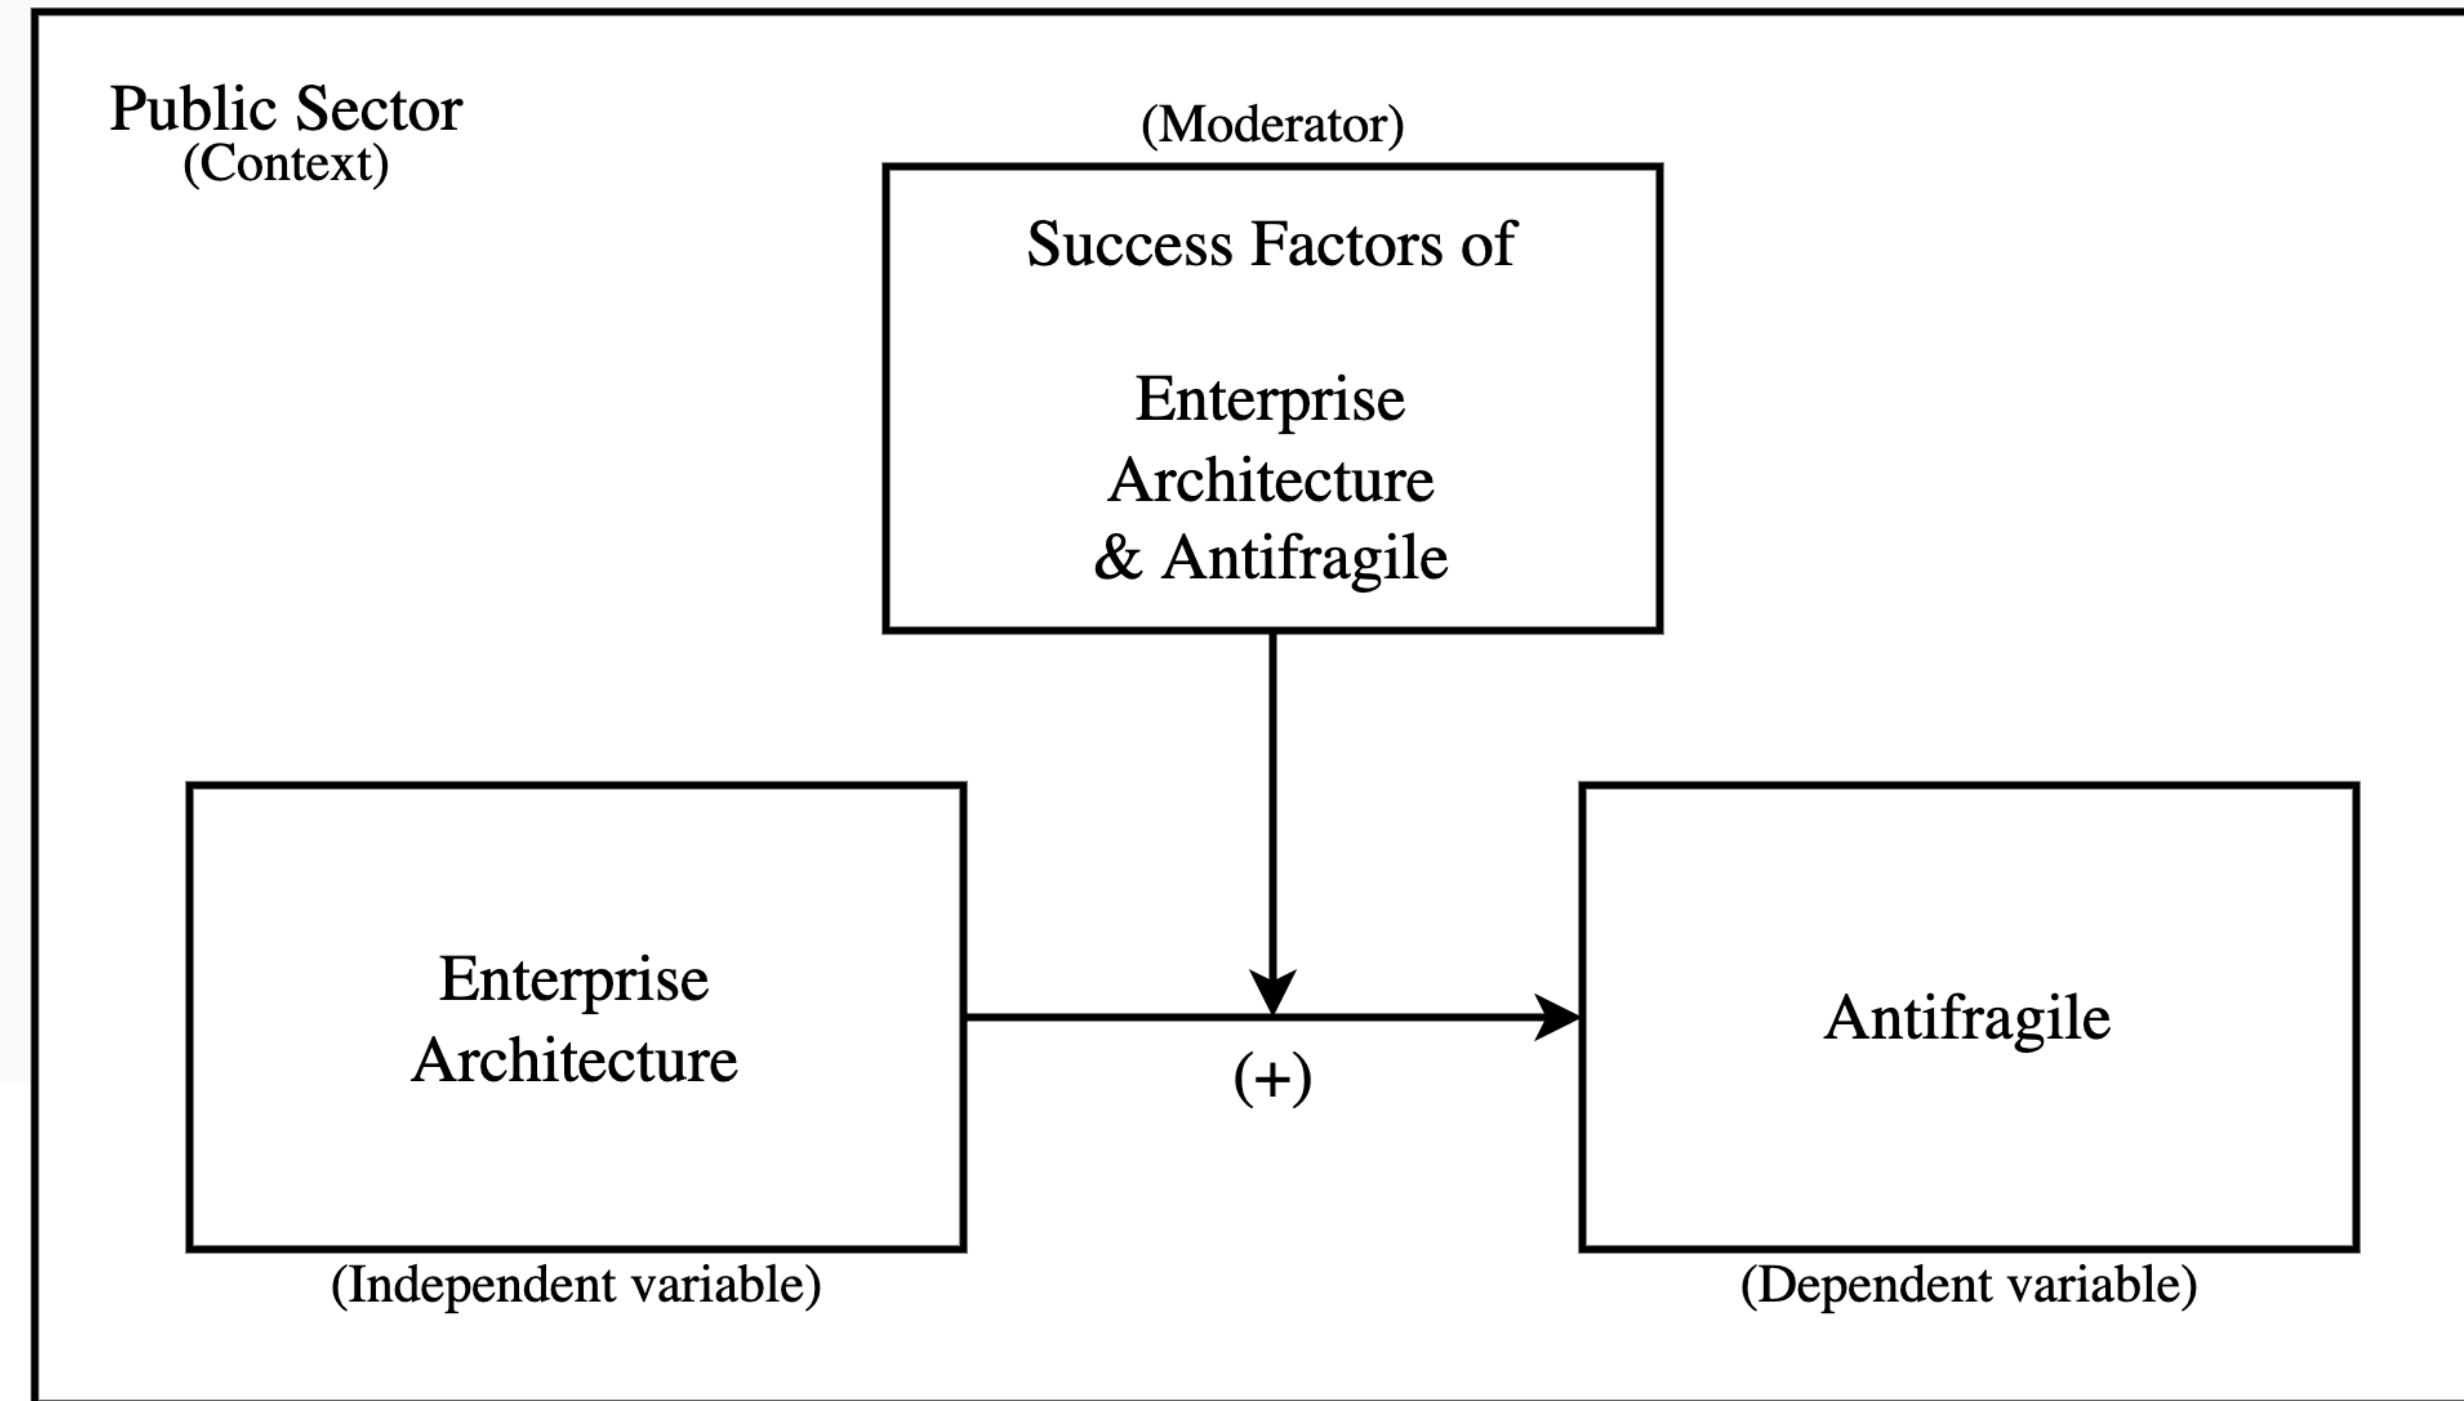 Public Sector
(Context)
(Moderator)
Success Factors of
Enterprise
Architecture
& Antifragile
Enterprise
Architecture
(+)
Antifragile
(Independent variable)
(Dependent variable)